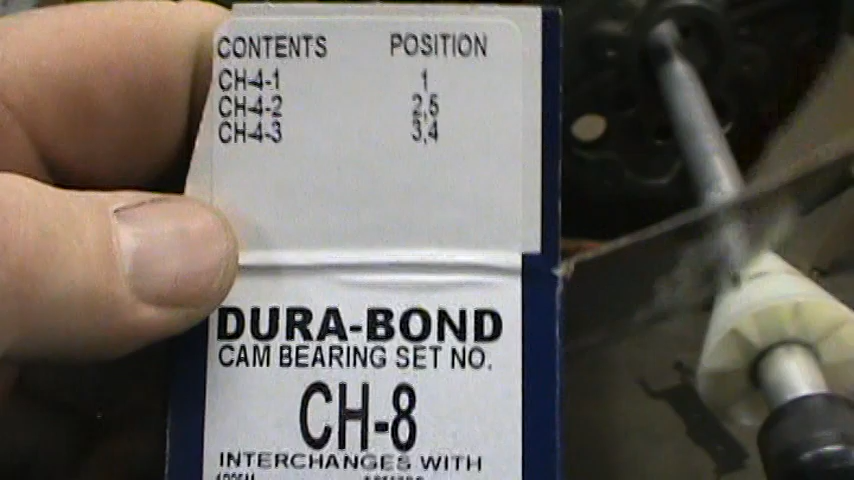 CONTENTS POSITION
CH-4-1 1
CH-4-2 2,5
CH-4-3 3,4
DURA-BOND
CAM BEARING SET NO.
CH-8
INTERCHANGES WITH